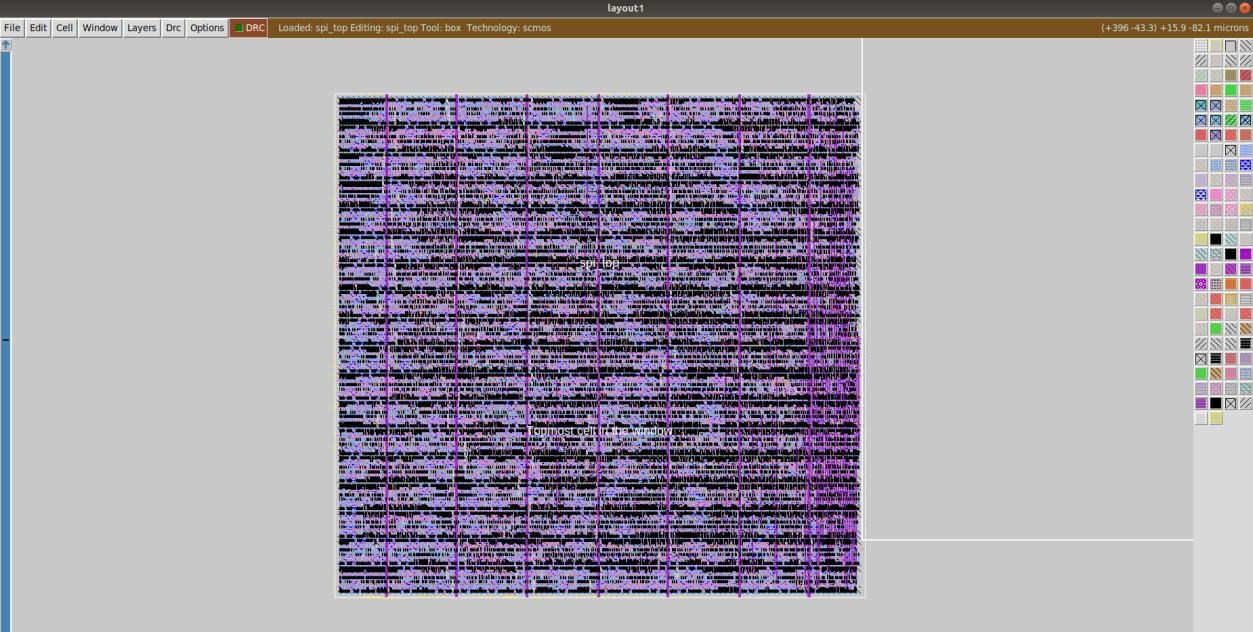 layout1
File Edit Cell Window Layers Drc Options DRC Loaded: spi_top Editing: spi_top Tool: box Technology: scmos (+396 -43.3) +15.9 -82.1 microns
spi_top
Topmost cell in the window